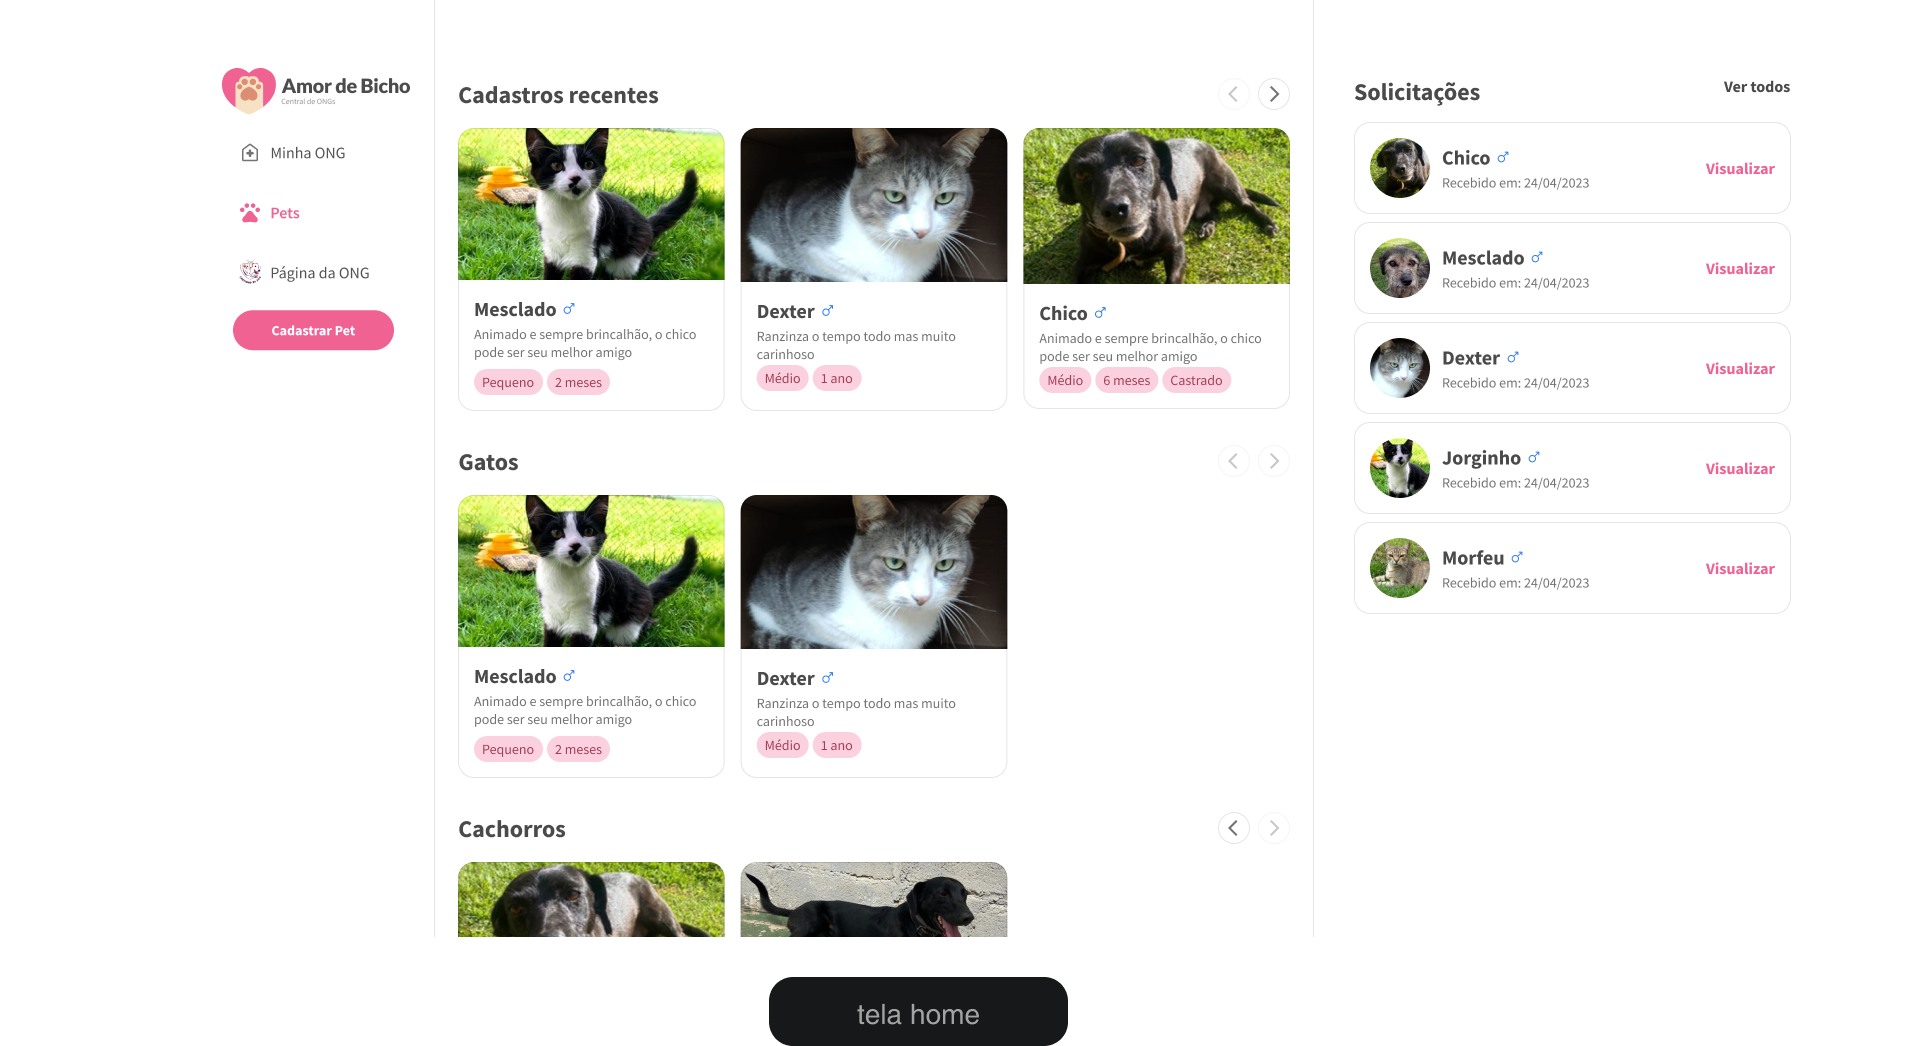 Amor de Bicho
Central de ONGs
Minha ONG
Pets
Página da ONG
Cadastrar Pet
Cadastros recentes
Mesclado
Animado e sempre brincalhão, o chico
pode ser seu melhor amigo
Pequeno 2 meses
Dexter
Ranzinza o tempo todo mas muito
carinhoso
Médio 1 ano
Chico
Animado e sempre brincalhão, o chico
pode ser seu melhor amigo
Médio 6 meses Castrado
Gatos
Mesclado
Animado e sempre brincalhão, o chico
pode ser seu melhor amigo
Pequeno 2 meses
Dexter
Ranzinza o tempo todo mas muito
carinhoso
Médio 1 ano
Cachorros
Solicitações
Ver todos
Chico
Recebido em: 24/04/2023
Visualizar
Mesclado
Recebido em: 24/04/2023
Visualizar
Dexter
Recebido em: 24/04/2023
Visualizar
Jorginho
Recebido em: 24/04/2023
Visualizar
Morfeu
Recebido em: 24/04/2023
Visualizar
tela home